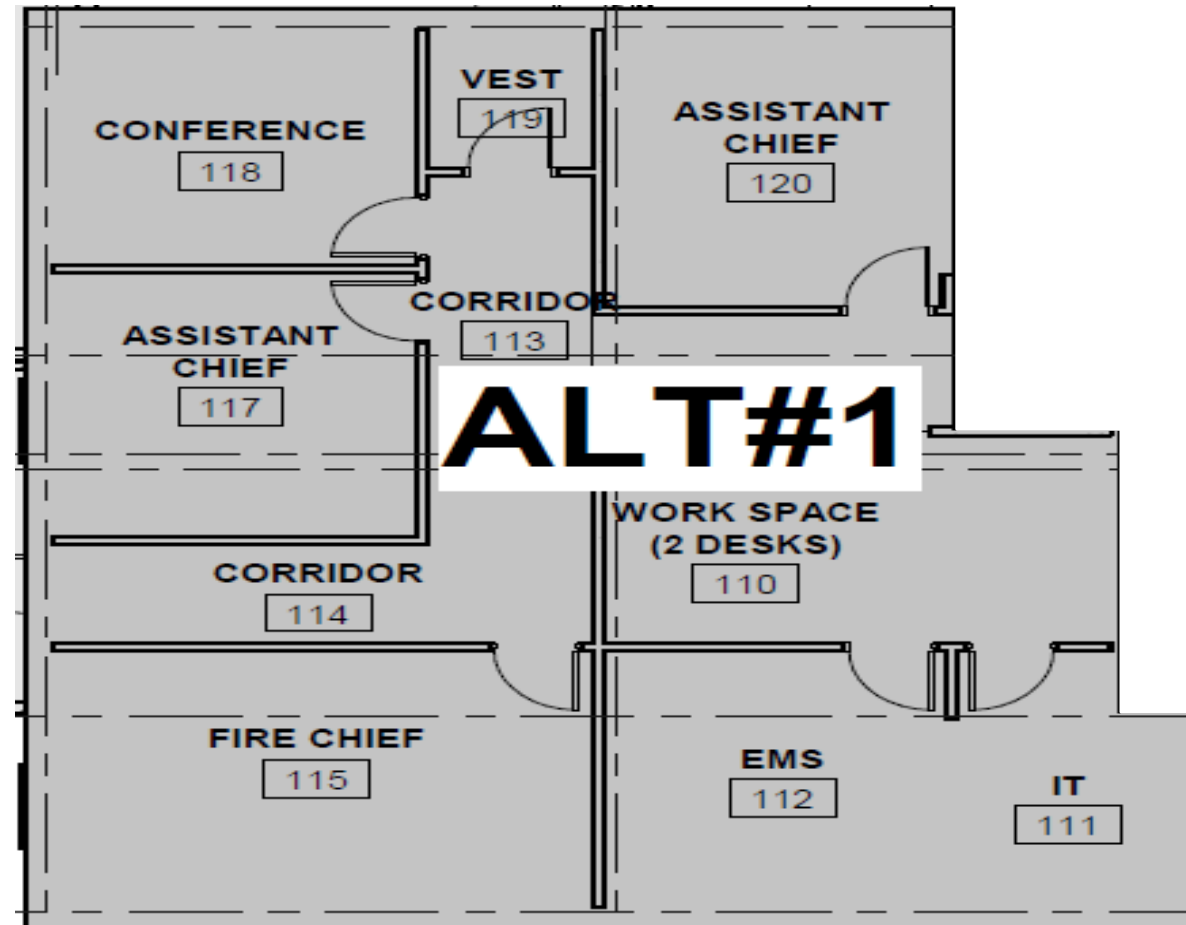 VEST
119
CONFERENCE
118
ASSISTANT
CHIEF
120
CORRIDOR
113
ASSISTANT
CHIEF
117
ALT#1
WORK SPACE
(2 DESKS)
110
CORRIDOR
114
FIRE CHIEF
115
EMS
112
IT
111